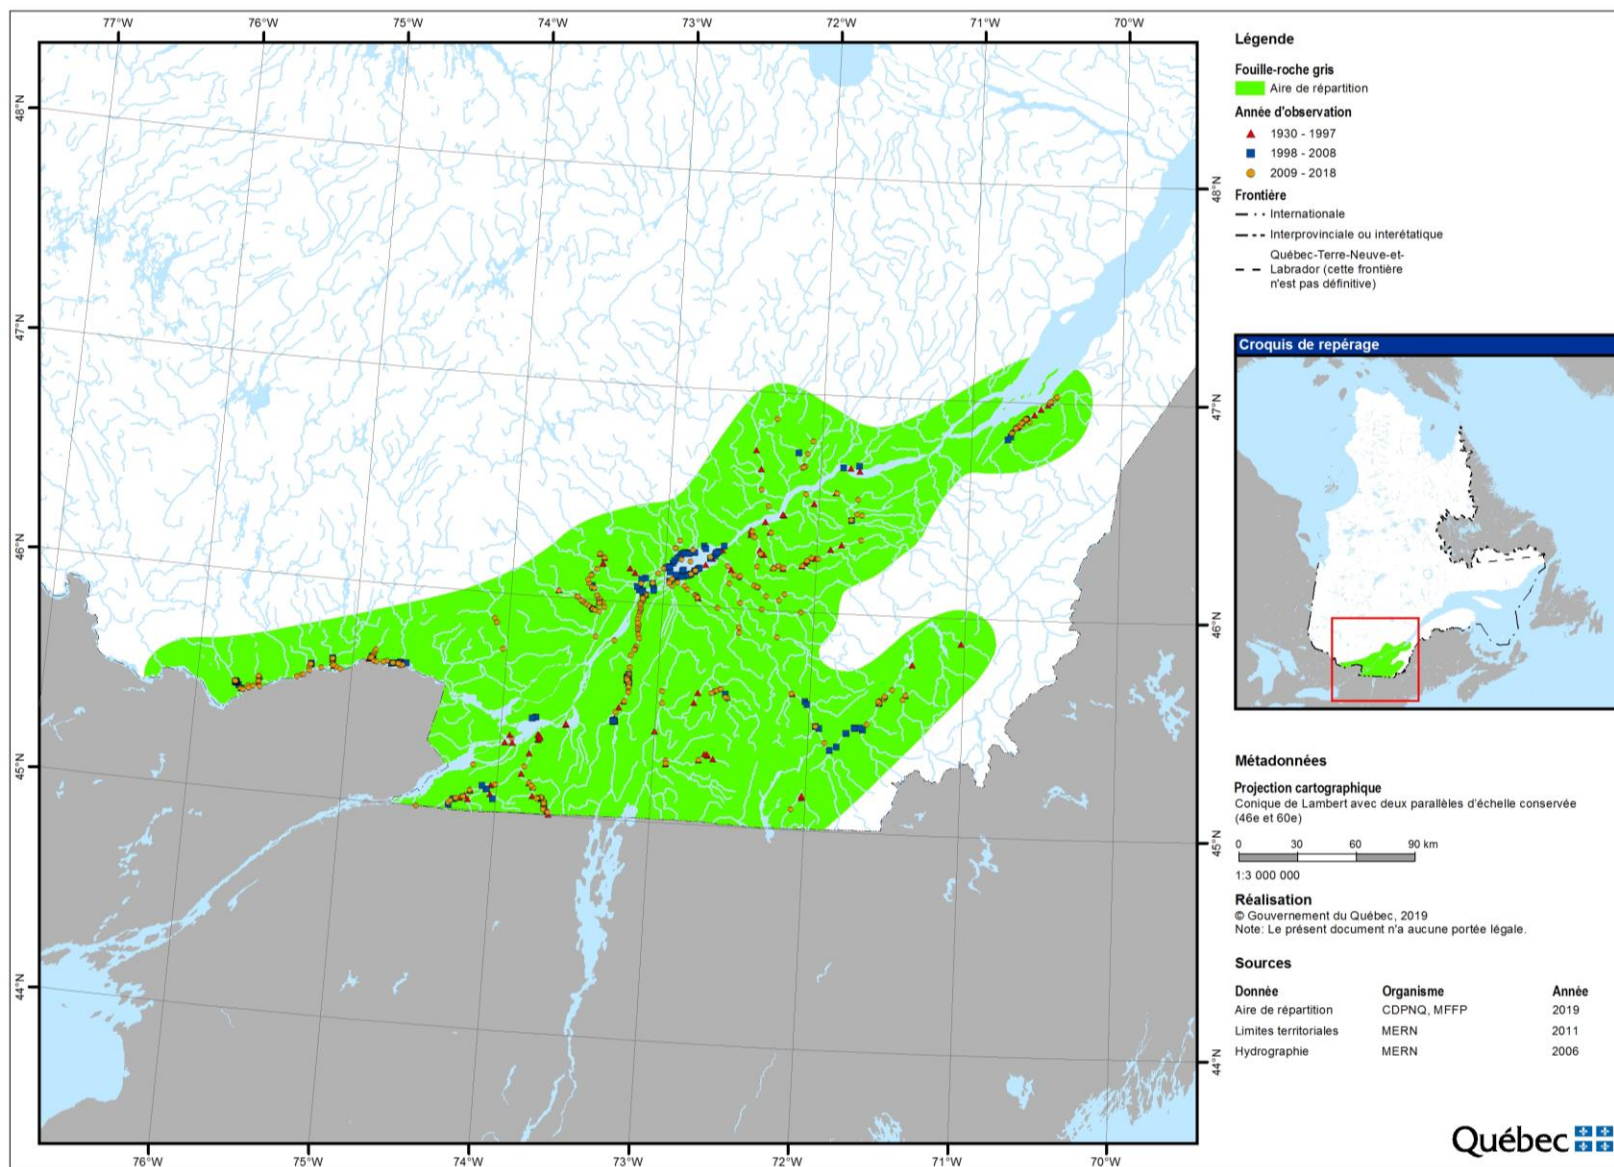 77°W 76°W 75°W 74°W 73°W 72°W 71°W 70°W
48°N
47°N
46°N
45°N
44°N
48°N
47°N
46°N
45°N
44°N
76°W 75°W 74°W 73°W 72°W 71°W 70°W
Légende
Fouille-roche gris
Aire de répartition
Année d'observation
1930 - 1997
1998 - 2008
2009 - 2018
Frontière
Internationale
Interprovinciale ou interétatique
Québec-Terre-Neuve-et-
Labrador (cette frontière
n'est pas définitive)
Croquis de repérage
Métadonnées
Projection cartographique
Conique de Lambert avec deux parallèles d'échelle conservée
(46e et 60e)
0 30 60 90 km
1:3 000 000
Réalisation
© Gouvernement du Québec, 2019
Note: Le présent document n'a aucune portée légale.
Sources
Donnée Organisme Année
Aire de répartition CDPNQ, MFFP 2019
Limites territoriales MERN 2011
Hydrographie MERN 2006
Québec